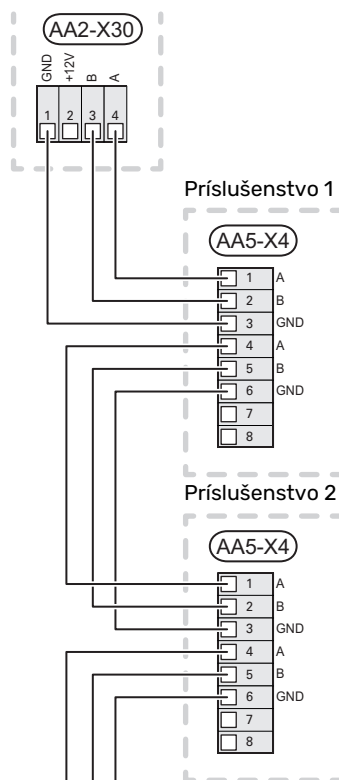 AA2-X30
GND +12V B A
1 2 3 4
Príslušenstvo 1
AA5-X4
1 A
2 B
3 GND
4 A
5 B
6 GND
7
8
Príslušenstvo 2
AA5-X4
1 A
2 B
3 GND
4 A
5 B
6 GND
7
8